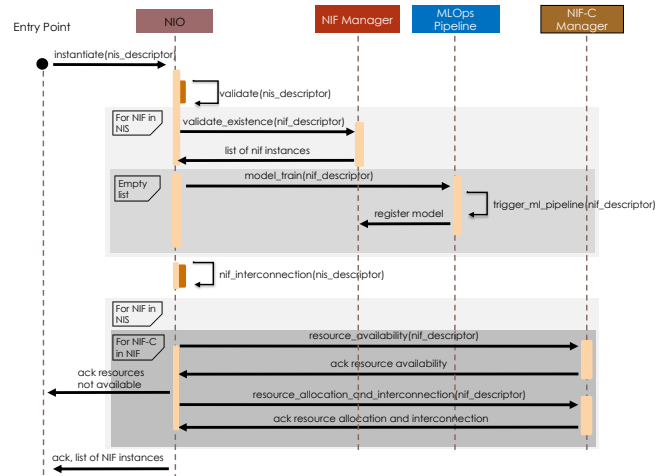 Entry Point
NIO
NIF Manager
MLOps
Pipeline
NIF-C
Manager
instantiate(nis_descriptor)
validate(nis_descriptor)
For NIF in
NIS
validate_existence(nif_descriptor)
list of nif instances
Empty
list
model_train(nif_descriptor)
trigger_ml_pipeline(nif_descriptor)
register model
nif_interconnection(nis_descriptor)
For NIF in
NIS
For NIF-C
in NIF
resource_availability(nif_descriptor)
ack resource availability
ack resources
not available
resource_allocation_and_interconnection(nif_descriptor)
ack resource allocation and interconnection
ack, list of NIF instances